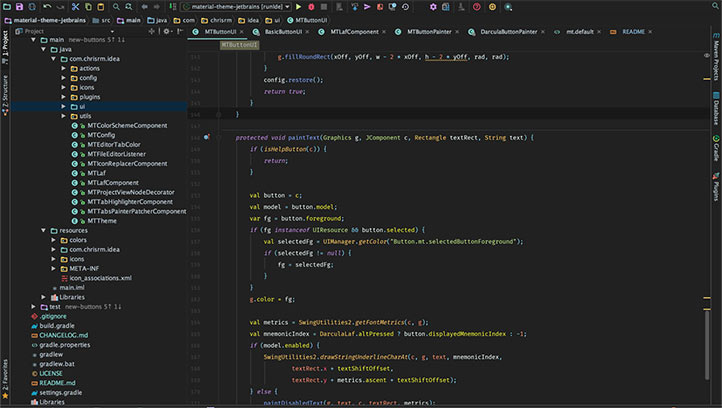 material-theme-jetbrains [runIde]
material-theme-jetbrains
src
main
java
com
chrisrm
idea
ui
MTButtonUI
Project
MTButtonUI
BasicButtonUI
MTLafComponent
MTButtonPainter
DarculaButtonPainter
mt.default
README
MTButtonUI
1: Project
Z: Structure
2: Favorites
main new-buttons 5↑ 1↓
java
com.chrisrm.idea
actions
config
icons
plugins
ui
utils
MTColorSchemeComponent
MTConfig
MTEditorTabColor
MTFileEditorListener
MTIconReplacerComponent
MTLaf
MTLafComponent
MTProjectViewNodeDecorator
MTTabHighlighterComponent
MTTabsPainterPatcherComponent
MTTheme
resources
colors
com.chrisrm.idea
icons
META-INF
icon_associations.xml
main.iml
Libraries
test new-buttons 5↑ 1↓
.gitignore
build.gradle
CHANGELOG.md
gradle.properties
gradlew
gradlew.bat
LICENSE
README.md
settings.gradle
Libraries
g.fillRoundRect(xOff, yOff, w - 2 * xOff, h - 2 * yOff, rad, rad);
}
config.restore();
return true;
}
}
protected void paintText(Graphics g, JComponent c, Rectangle textRect, String text) {
if (isHelpButton(c)) {
return;
}
val button = c;
val model = button.model;
var fg = button.foreground;
if (fg instanceof UIResource && button.selected) {
val selectedFg = UIManager.getColor("Button.mt.selectedButtonForeground");
if (selectedFg != null) {
fg = selectedFg;
}
}
g.color = fg;
val metrics = SwingUtilities2.getFontMetrics(c, g);
val mnemonicIndex = DarculaLaf.altPressed ? button.displayedMnemonicIndex : -1;
if (model.enabled) {
SwingUtilities2.drawStringUnderlineCharAt(c, g, text, mnemonicIndex,
textRect.x + textShiftOffset,
textRect.y + metrics.ascent + textShiftOffset);
} else {
paintDisabledText(g, text, c, textRect, metrics);
Maven Projects
Database
Gradle
Plugins